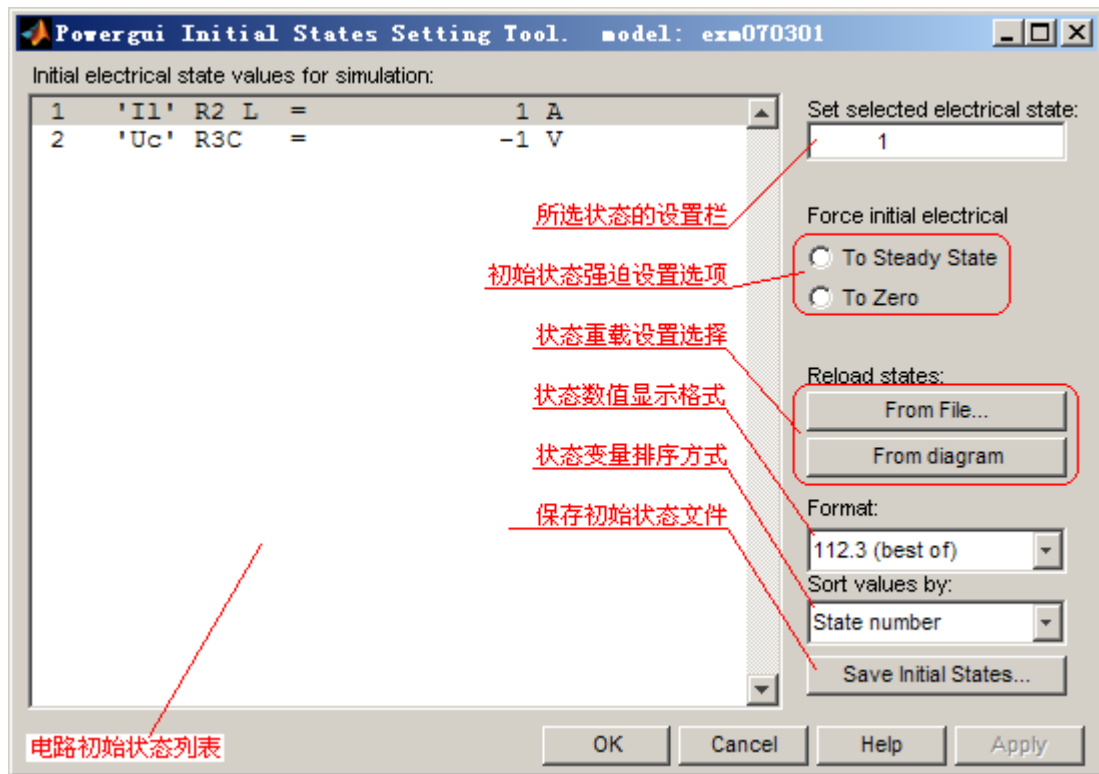 Powergui Initial States Setting Tool.  model: exm070301
Initial electrical state values for simulation:
1 'Il' R2 L = 1 A
2 'Uc' R3C = -1 V
Set selected electrical state:
1
所选状态的设置栏
Force initial electrical
To Steady State
初始状态强迫设置选项
To Zero
状态重载设置选择
Reload states:
From File...
状态数值显示格式
From diagram
状态变量排序方式
Format:
保存初始状态文件
112.3 (best of)
Sort values by:
State number
Save Initial States...
电路初始状态列表
OK
Cancel
Help
Apply